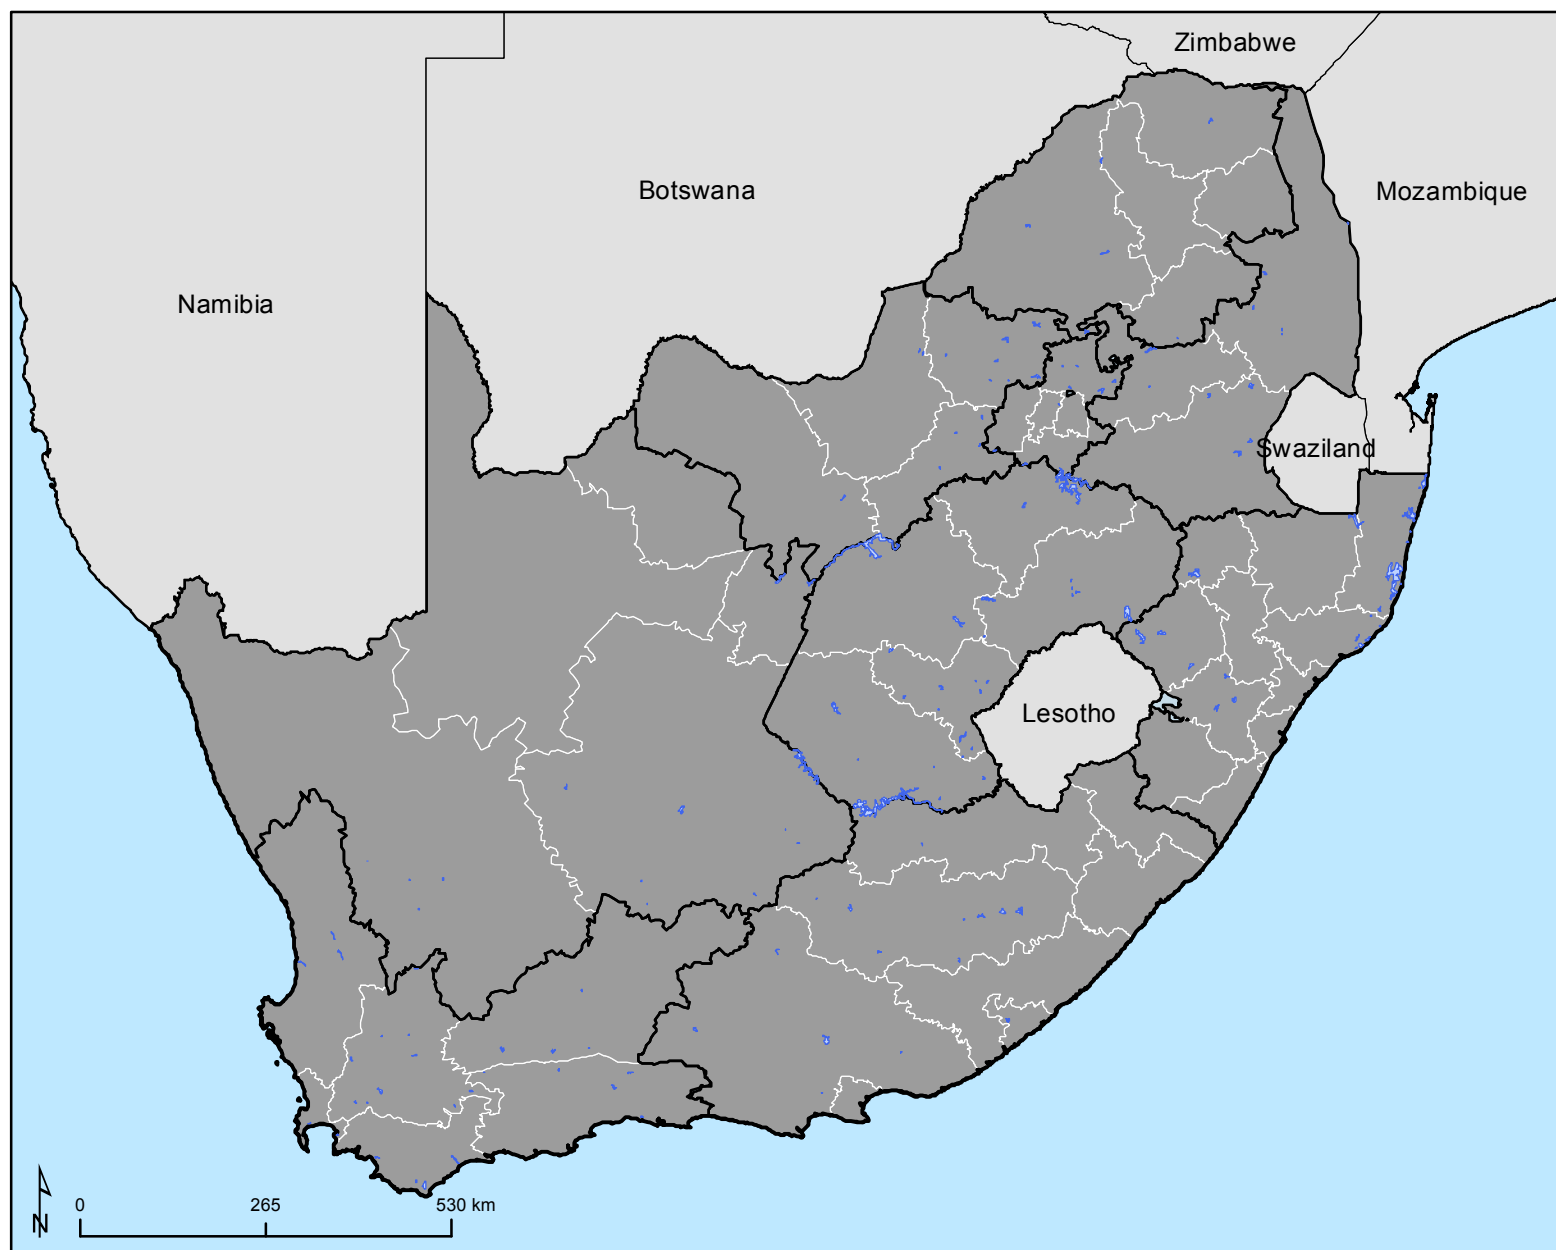 Zimbabwe
Botswana
Mozambique
Namibia
Swaziland
Lesotho
N
0 265 530 km